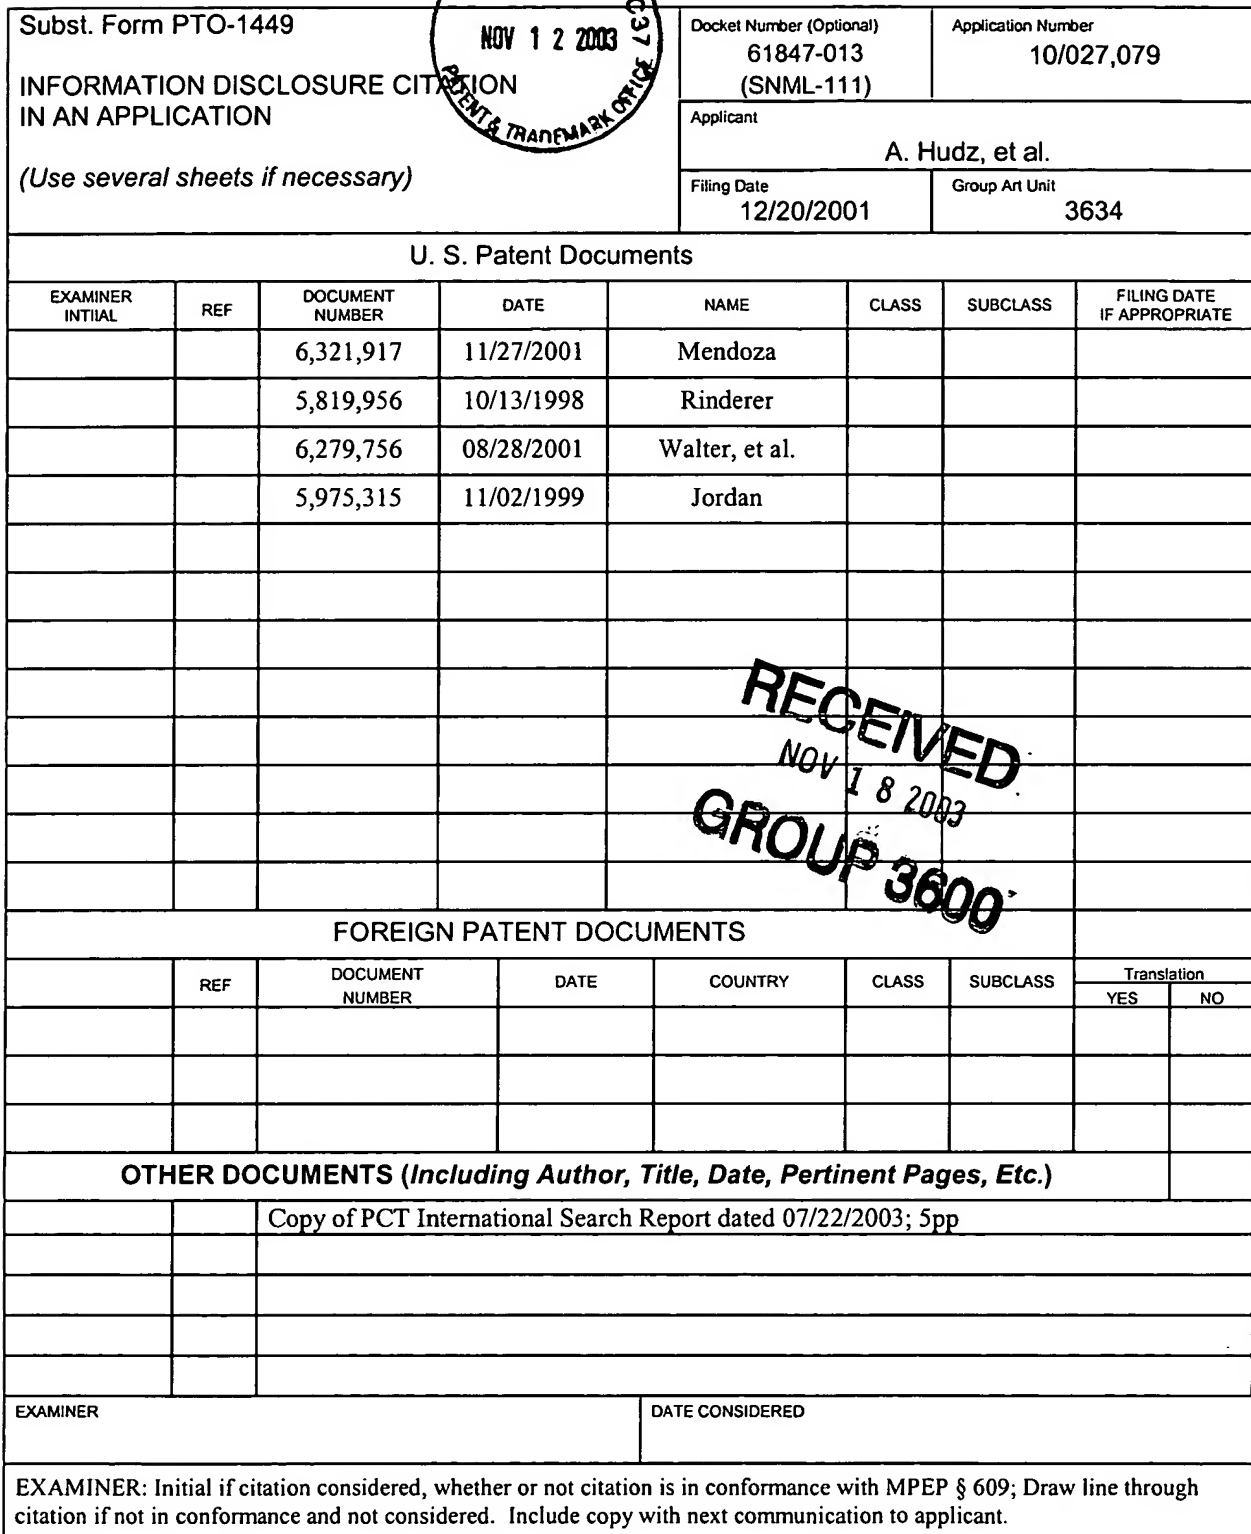 Subst. Form PTO-1449
INFORMATION DISCLOSURE CITATION
IN AN APPLICATION
(Use several sheets if necessary)
NOV 1 2 2003
PATENT & TRADEMARK OFFICE
Docket Number (Optional)
61847-013
(SNML-111)
Application Number
10/027,079
Applicant
A. Hudz, et al.
Filing Date
12/20/2001
Group Art Unit
3634
U. S. Patent Documents
EXAMINER INTIIAL REF DOCUMENT NUMBER DATE NAME CLASS SUBCLASS FILING DATE IF APPROPRIATE
6,321,917 11/27/2001 Mendoza
5,819,956 10/13/1998 Rinderer
6,279,756 08/28/2001 Walter, et al.
5,975,315 11/02/1999 Jordan
RECEIVED
NOV 1 8 2003
GROUP 3600
FOREIGN PATENT DOCUMENTS
REF DOCUMENT NUMBER DATE COUNTRY CLASS SUBCLASS Translation
YES NO
OTHER DOCUMENTS (Including Author, Title, Date, Pertinent Pages, Etc.)
Copy of PCT International Search Report dated 07/22/2003; 5pp
EXAMINER DATE CONSIDERED
EXAMINER: Initial if citation considered, whether or not citation is in conformance with MPEP § 609; Draw line through
citation if not in conformance and not considered. Include copy with next communication to applicant.